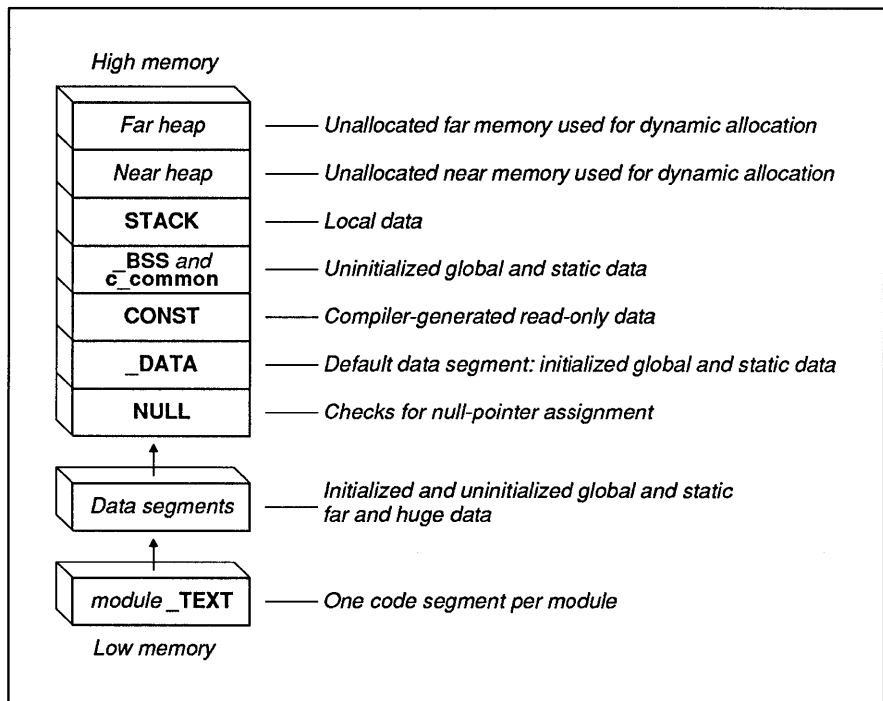 High memory
Far heap
Unallocated far memory used for dynamic allocation
Near heap
Unallocated near memory used for dynamic allocation
STACK
Local data
_BSS and
c_common
Uninitialized global and static data
CONST
Compiler-generated read-only data
_DATA
Default data segment: initialized global and static data
NULL
Checks for null-pointer assignment
Data segments
Initialized and uninitialized global and static
far and huge data
module _TEXT
One code segment per module
Low memory